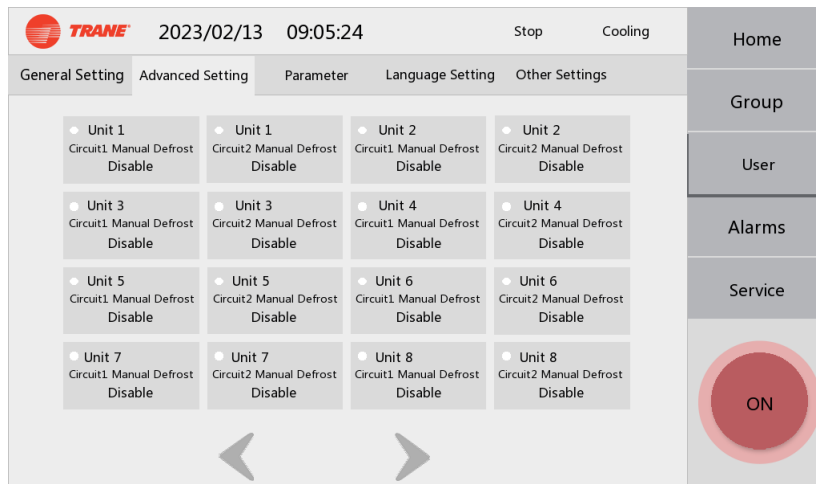 TRANE 2023/02/13 09:05:24 Stop Cooling
General Setting Advanced Setting Parameter Language Setting Other Settings
Unit 1
Circuit1 Manual Defrost
Disable
Unit 1
Circuit2 Manual Defrost
Disable
Unit 2
Circuit1 Manual Defrost
Disable
Unit 2
Circuit2 Manual Defrost
Disable
Unit 3
Circuit1 Manual Defrost
Disable
Unit 3
Circuit2 Manual Defrost
Disable
Unit 4
Circuit1 Manual Defrost
Disable
Unit 4
Circuit2 Manual Defrost
Disable
Unit 5
Circuit1 Manual Defrost
Disable
Unit 5
Circuit2 Manual Defrost
Disable
Unit 6
Circuit1 Manual Defrost
Disable
Unit 6
Circuit2 Manual Defrost
Disable
Unit 7
Circuit1 Manual Defrost
Disable
Unit 7
Circuit2 Manual Defrost
Disable
Unit 8
Circuit1 Manual Defrost
Disable
Unit 8
Circuit2 Manual Defrost
Disable
Home
Group
User
Alarms
Service
ON